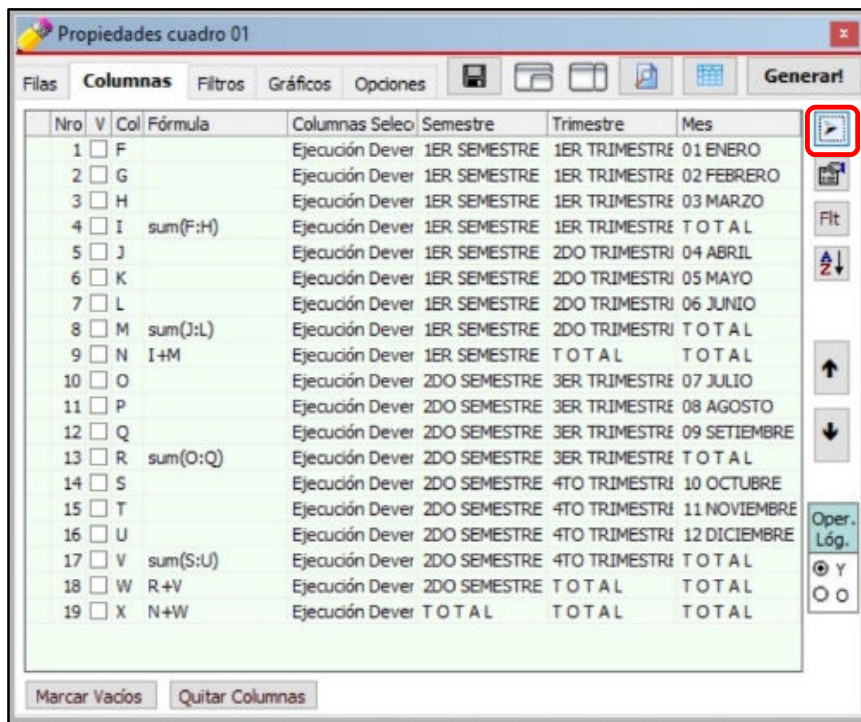 Propiedades cuadro 01
Filas Columnas Filtros Gráficos Opciones Generar!
Nro V Col Fórmula Columnas Selec Semestre Trimestre Mes
1 F Ejecución Dever 1ER SEMESTRE 1ER TRIMESTRE 01 ENERO
2 G Ejecución Dever 1ER SEMESTRE 1ER TRIMESTRE 02 FEBRERO
3 H Ejecución Dever 1ER SEMESTRE 1ER TRIMESTRE 03 MARZO
4 I sum(F:H) Ejecución Dever 1ER SEMESTRE 1ER TRIMESTRE T O T A L
5 J Ejecución Dever 1ER SEMESTRE 2DO TRIMESTRI 04 ABRIL
6 K Ejecución Dever 1ER SEMESTRE 2DO TRIMESTRI 05 MAYO
7 L Ejecución Dever 1ER SEMESTRE 2DO TRIMESTRI 06 JUNIO
8 M sum(J:L) Ejecución Dever 1ER SEMESTRE 2DO TRIMESTRI T O T A L
9 N I+M Ejecución Dever 1ER SEMESTRE T O T A L T O T A L
10 O Ejecución Dever 2DO SEMESTRE 3ER TRIMESTRE 07 JULIO
11 P Ejecución Dever 2DO SEMESTRE 3ER TRIMESTRE 08 AGOSTO
12 Q Ejecución Dever 2DO SEMESTRE 3ER TRIMESTRE 09 SETIEMBRE
13 R sum(O:Q) Ejecución Dever 2DO SEMESTRE 3ER TRIMESTRE T O T A L
14 S Ejecución Dever 2DO SEMESTRE 4TO TRIMESTRE 10 OCTUBRE
15 T Ejecución Dever 2DO SEMESTRE 4TO TRIMESTRE 11 NOVIEMBRE
16 U Ejecución Dever 2DO SEMESTRE 4TO TRIMESTRE 12 DICIEMBRE
17 V sum(S:U) Ejecución Dever 2DO SEMESTRE 4TO TRIMESTRE T O T A L
18 W R+V Ejecución Dever 2DO SEMESTRE T O T A L T O T A L
19 X N+W Ejecución Dever T O T A L T O T A L T O T A L
Flt
A
Z
Oper.
Lóg.
Y
O
Marcar Vacíos Quitar Columnas